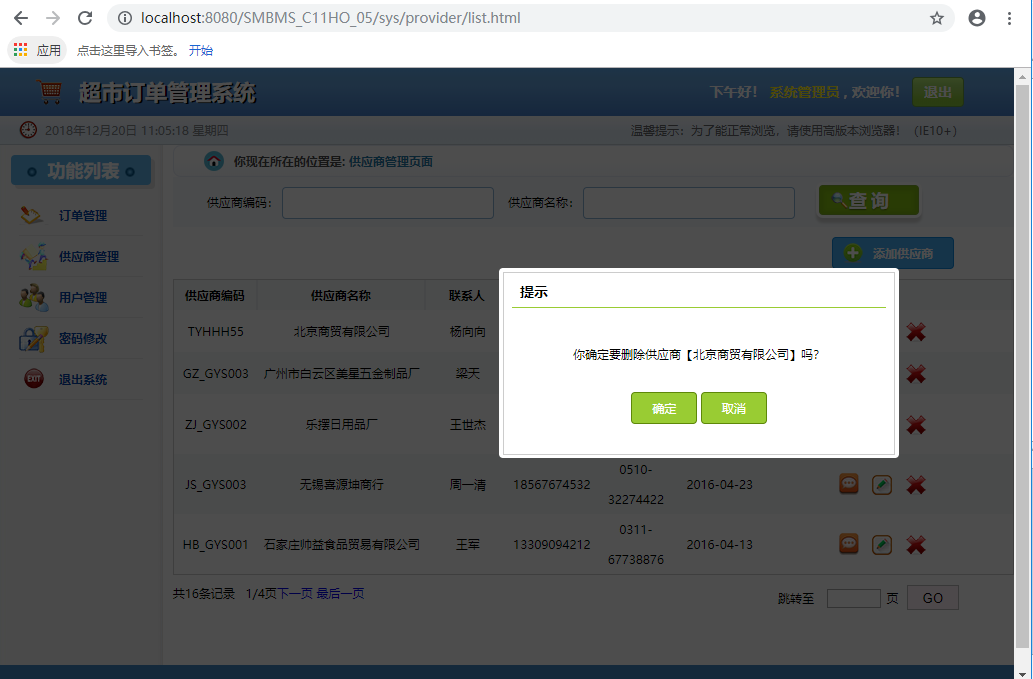 localhost:8080/SMBMS_C11HO_05/sys/provider/list.html
应用 点击这里导入书签。 开始
超市订单管理系统 下午好! 系统管理员 , 欢迎你! 退出
2018年12月20日 11:05:18 星期四 温馨提示: 为了能正常浏览, 请使用高版本浏览器! (IE10+)
功能列表 你现在所在的位置是: 供应商管理页面
订单管理 供应商编码: 供应商名称: 查 询
供应商管理 添加供应商
用户管理
密码修改
EXIT 退出系统
供应商编码 供应商名称 联系人
TYHHH55 北京商贸有限公司 杨向向
GZ_GYS003 广州市白云区美星五金制品厂 梁天
ZJ_GYS002 乐摆日用品厂 王世杰
JS_GYS003 无锡喜源坤商行 周一清 18567674532 0510-32274422 2016-04-23
HB_GYS001 石家庄帅益食品贸易有限公司 王军 13309094212 0311-67738876 2016-04-13
提示
你确定要删除供应商【北京商贸有限公司】吗?
确定 取消
共16条记录 1/4页下一页 最后一页 跳转至 页 GO